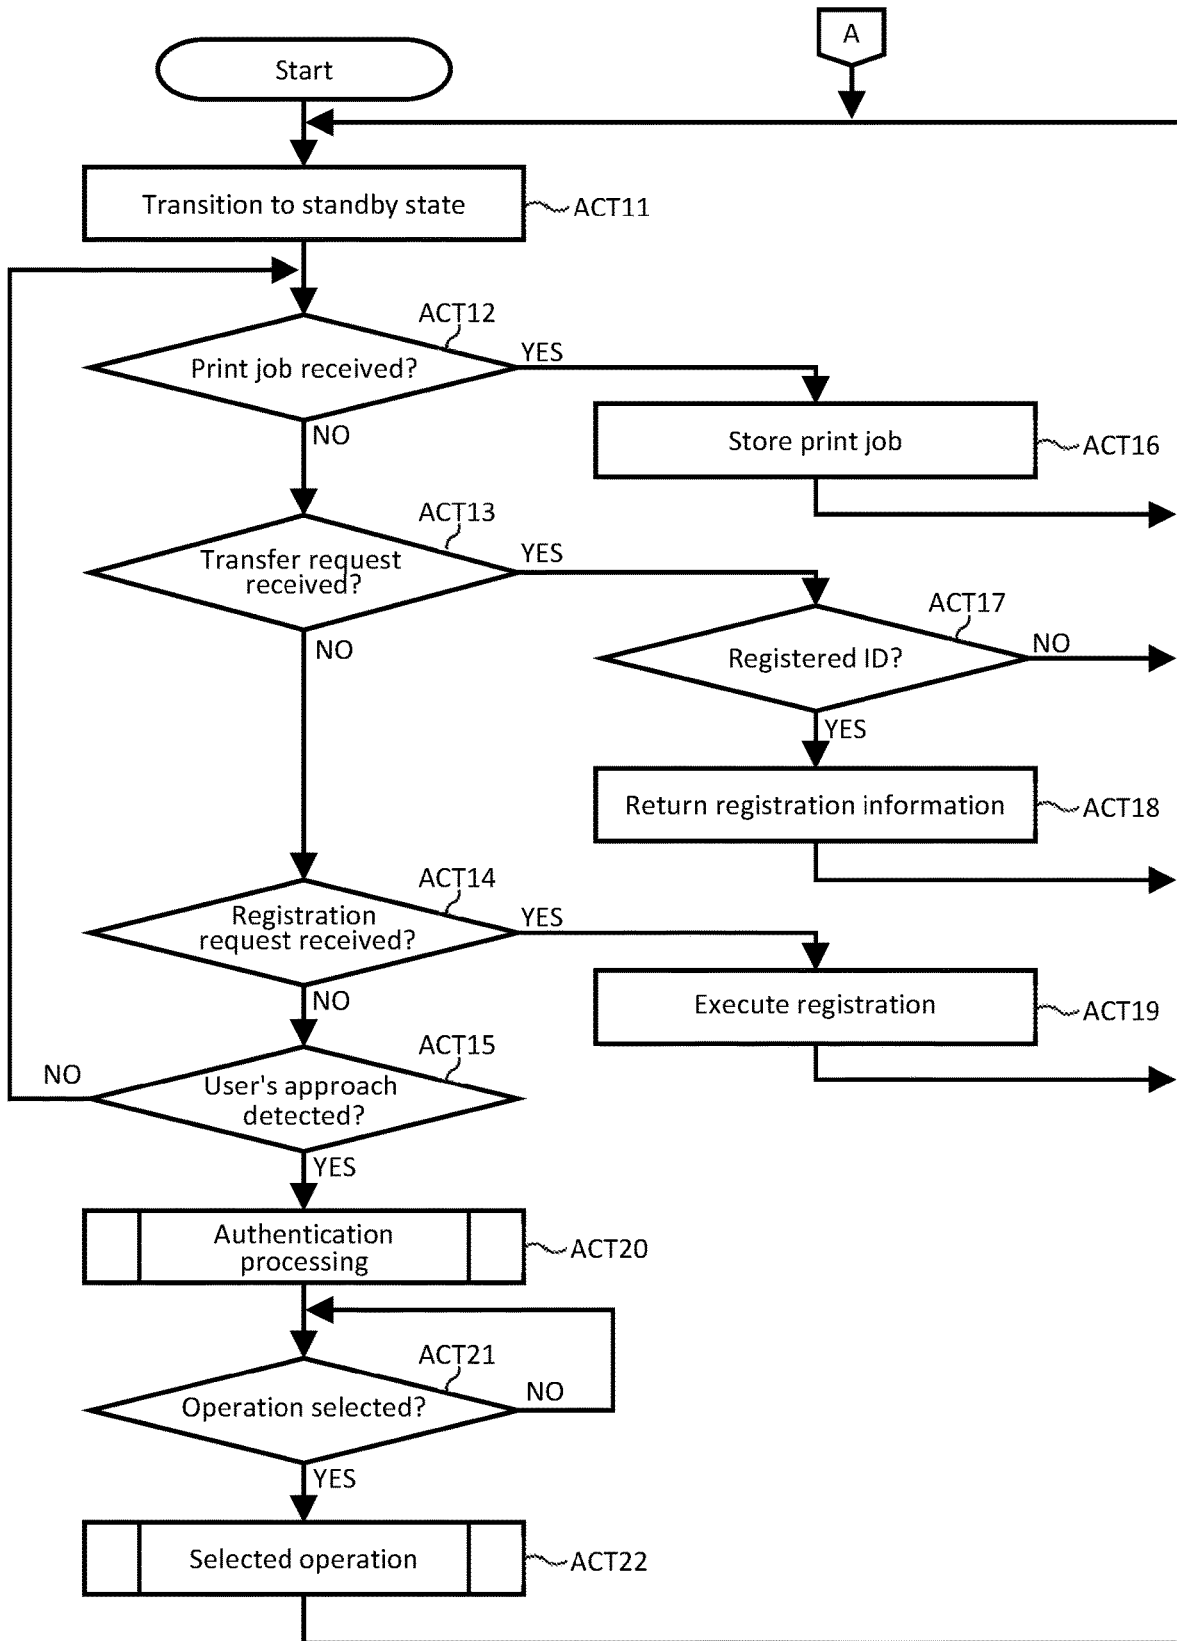 A
Start
Transition to standby state
ACT11
ACT12
Print job received?
YES
NO
Store print job
ACT16
ACT13
Transfer request
received?
YES
NO
ACT17
Registered ID?
NO
YES
Return registration information
ACT18
ACT14
Registration
request received?
YES
NO
Execute registration
ACT19
ACT15
User's approach
detected?
NO
YES
Authentication
processing
ACT20
ACT21
Operation selected?
NO
YES
Selected operation
ACT22